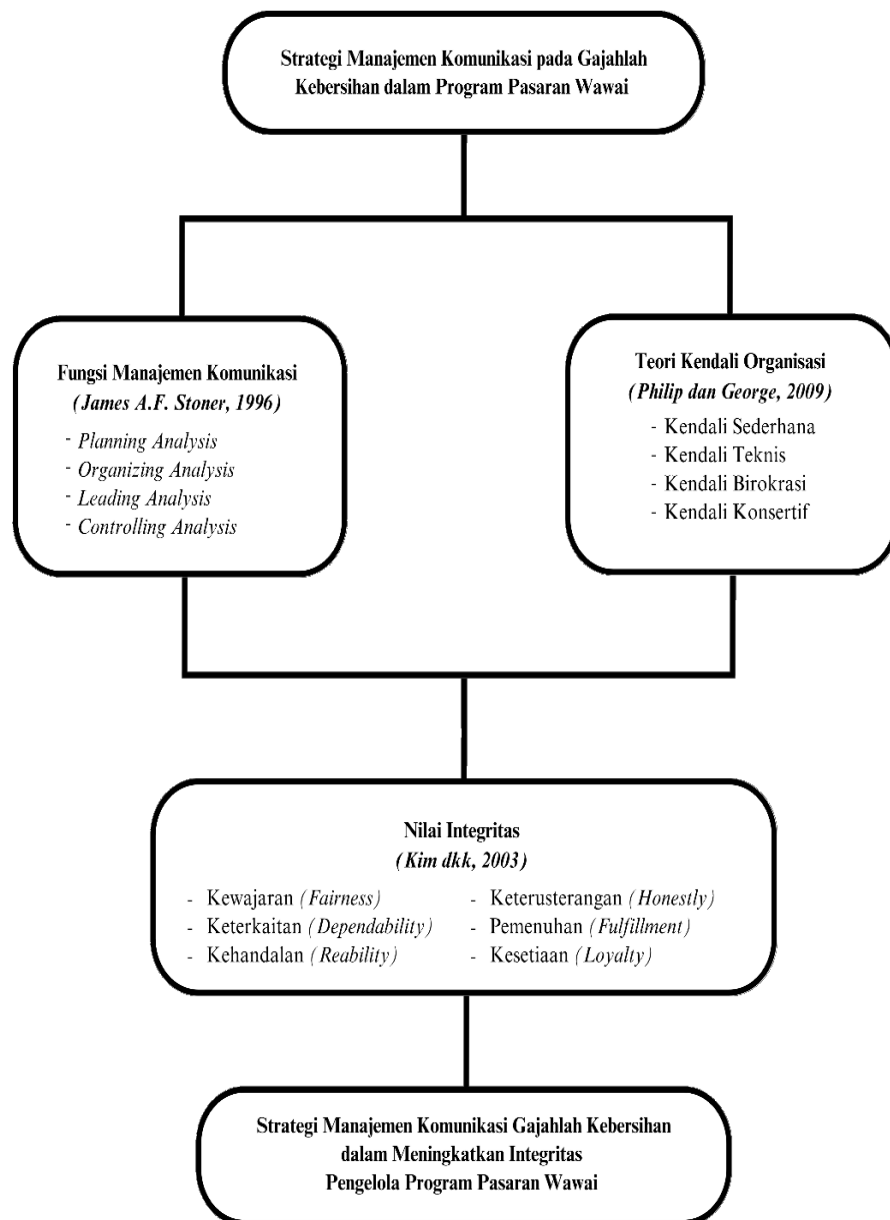 Strategi Manajemen Komunikasi pada Gajahlah
Kebersihan dalam Program Pasaran Wawai
Fungsi Manajemen Komunikasi
(James A.F. Stoner, 1996)
- Planning Analysis
- Organizing Analysis
- Leading Analysis
- Controlling Analysis
Teori Kendali Organisasi
(Philip dan George, 2009)
- Kendali Sederhana
- Kendali Teknis
- Kendali Birokrasi
- Kendali Konsertif
Nilai Integritas
(Kim dkk, 2003)
- Kewajaran (Fairness)
- Keterkaitan (Dependability)
- Kehandalan (Reability)
- Keterusterangan (Honestly)
- Pemenuhan (Fulfillment)
- Kesetiaan (Loyalty)
Strategi Manajemen Komunikasi Gajahlah Kebersihan
dalam Meningkatkan Integritas
Pengelola Program Pasaran Wawai